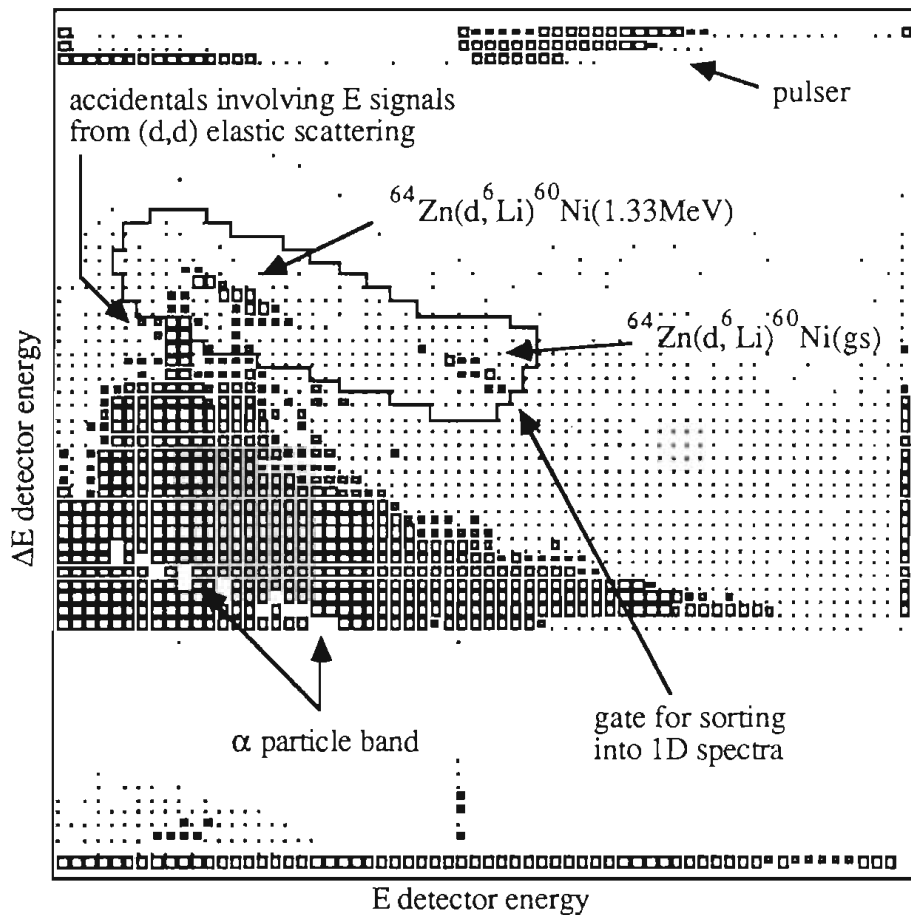 pulser
accidentals involving E signals
from (d,d) elastic scattering
⁶⁴Zn(d,⁶Li)⁶⁰Ni(1.33MeV)
⁶⁴Zn(d,⁶Li)⁶⁰Ni(gs)
ΔE detector energy
α particle band
gate for sorting
into 1D spectra
E detector energy